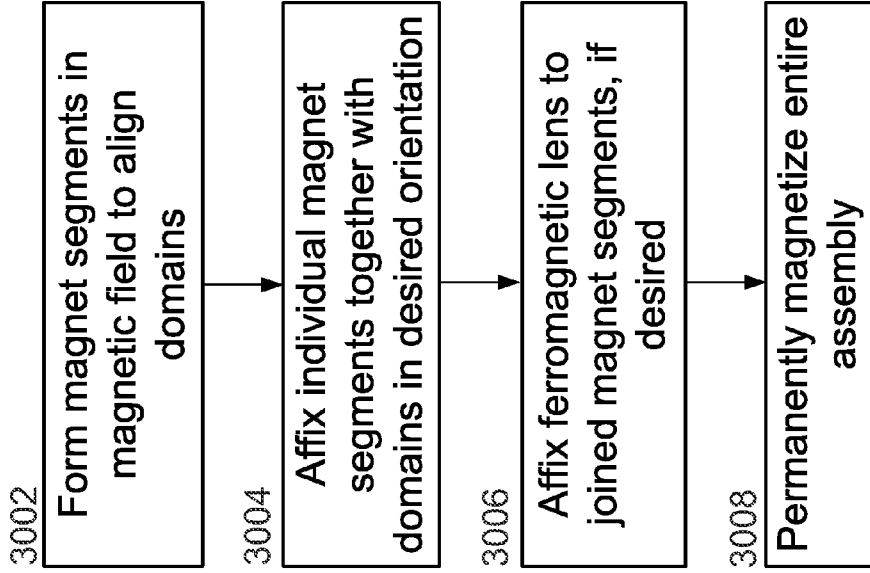 3002
Form magnet segments in
magnetic field to align
domains
3004
Affix individual magnet
segments together with
domains in desired orientation
3006
Affix ferromagnetic lens to
joined magnet segments, if
desired
3008
Permanently magnetize entire
assembly